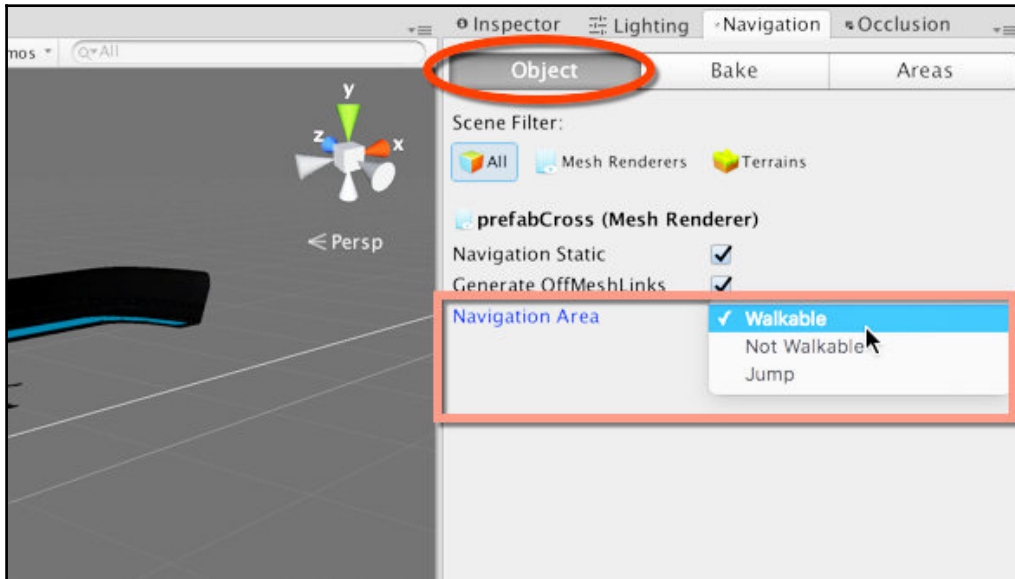 Inspector Lighting Navigation Occlusion
mos All
Object Bake Areas
y
z x
Persp
Scene Filter:
All Mesh Renderers Terrains
prefabCross (Mesh Renderer)
Navigation Static
Generate OffMeshLinks
Navigation Area
Walkable
Not Walkable
Jump